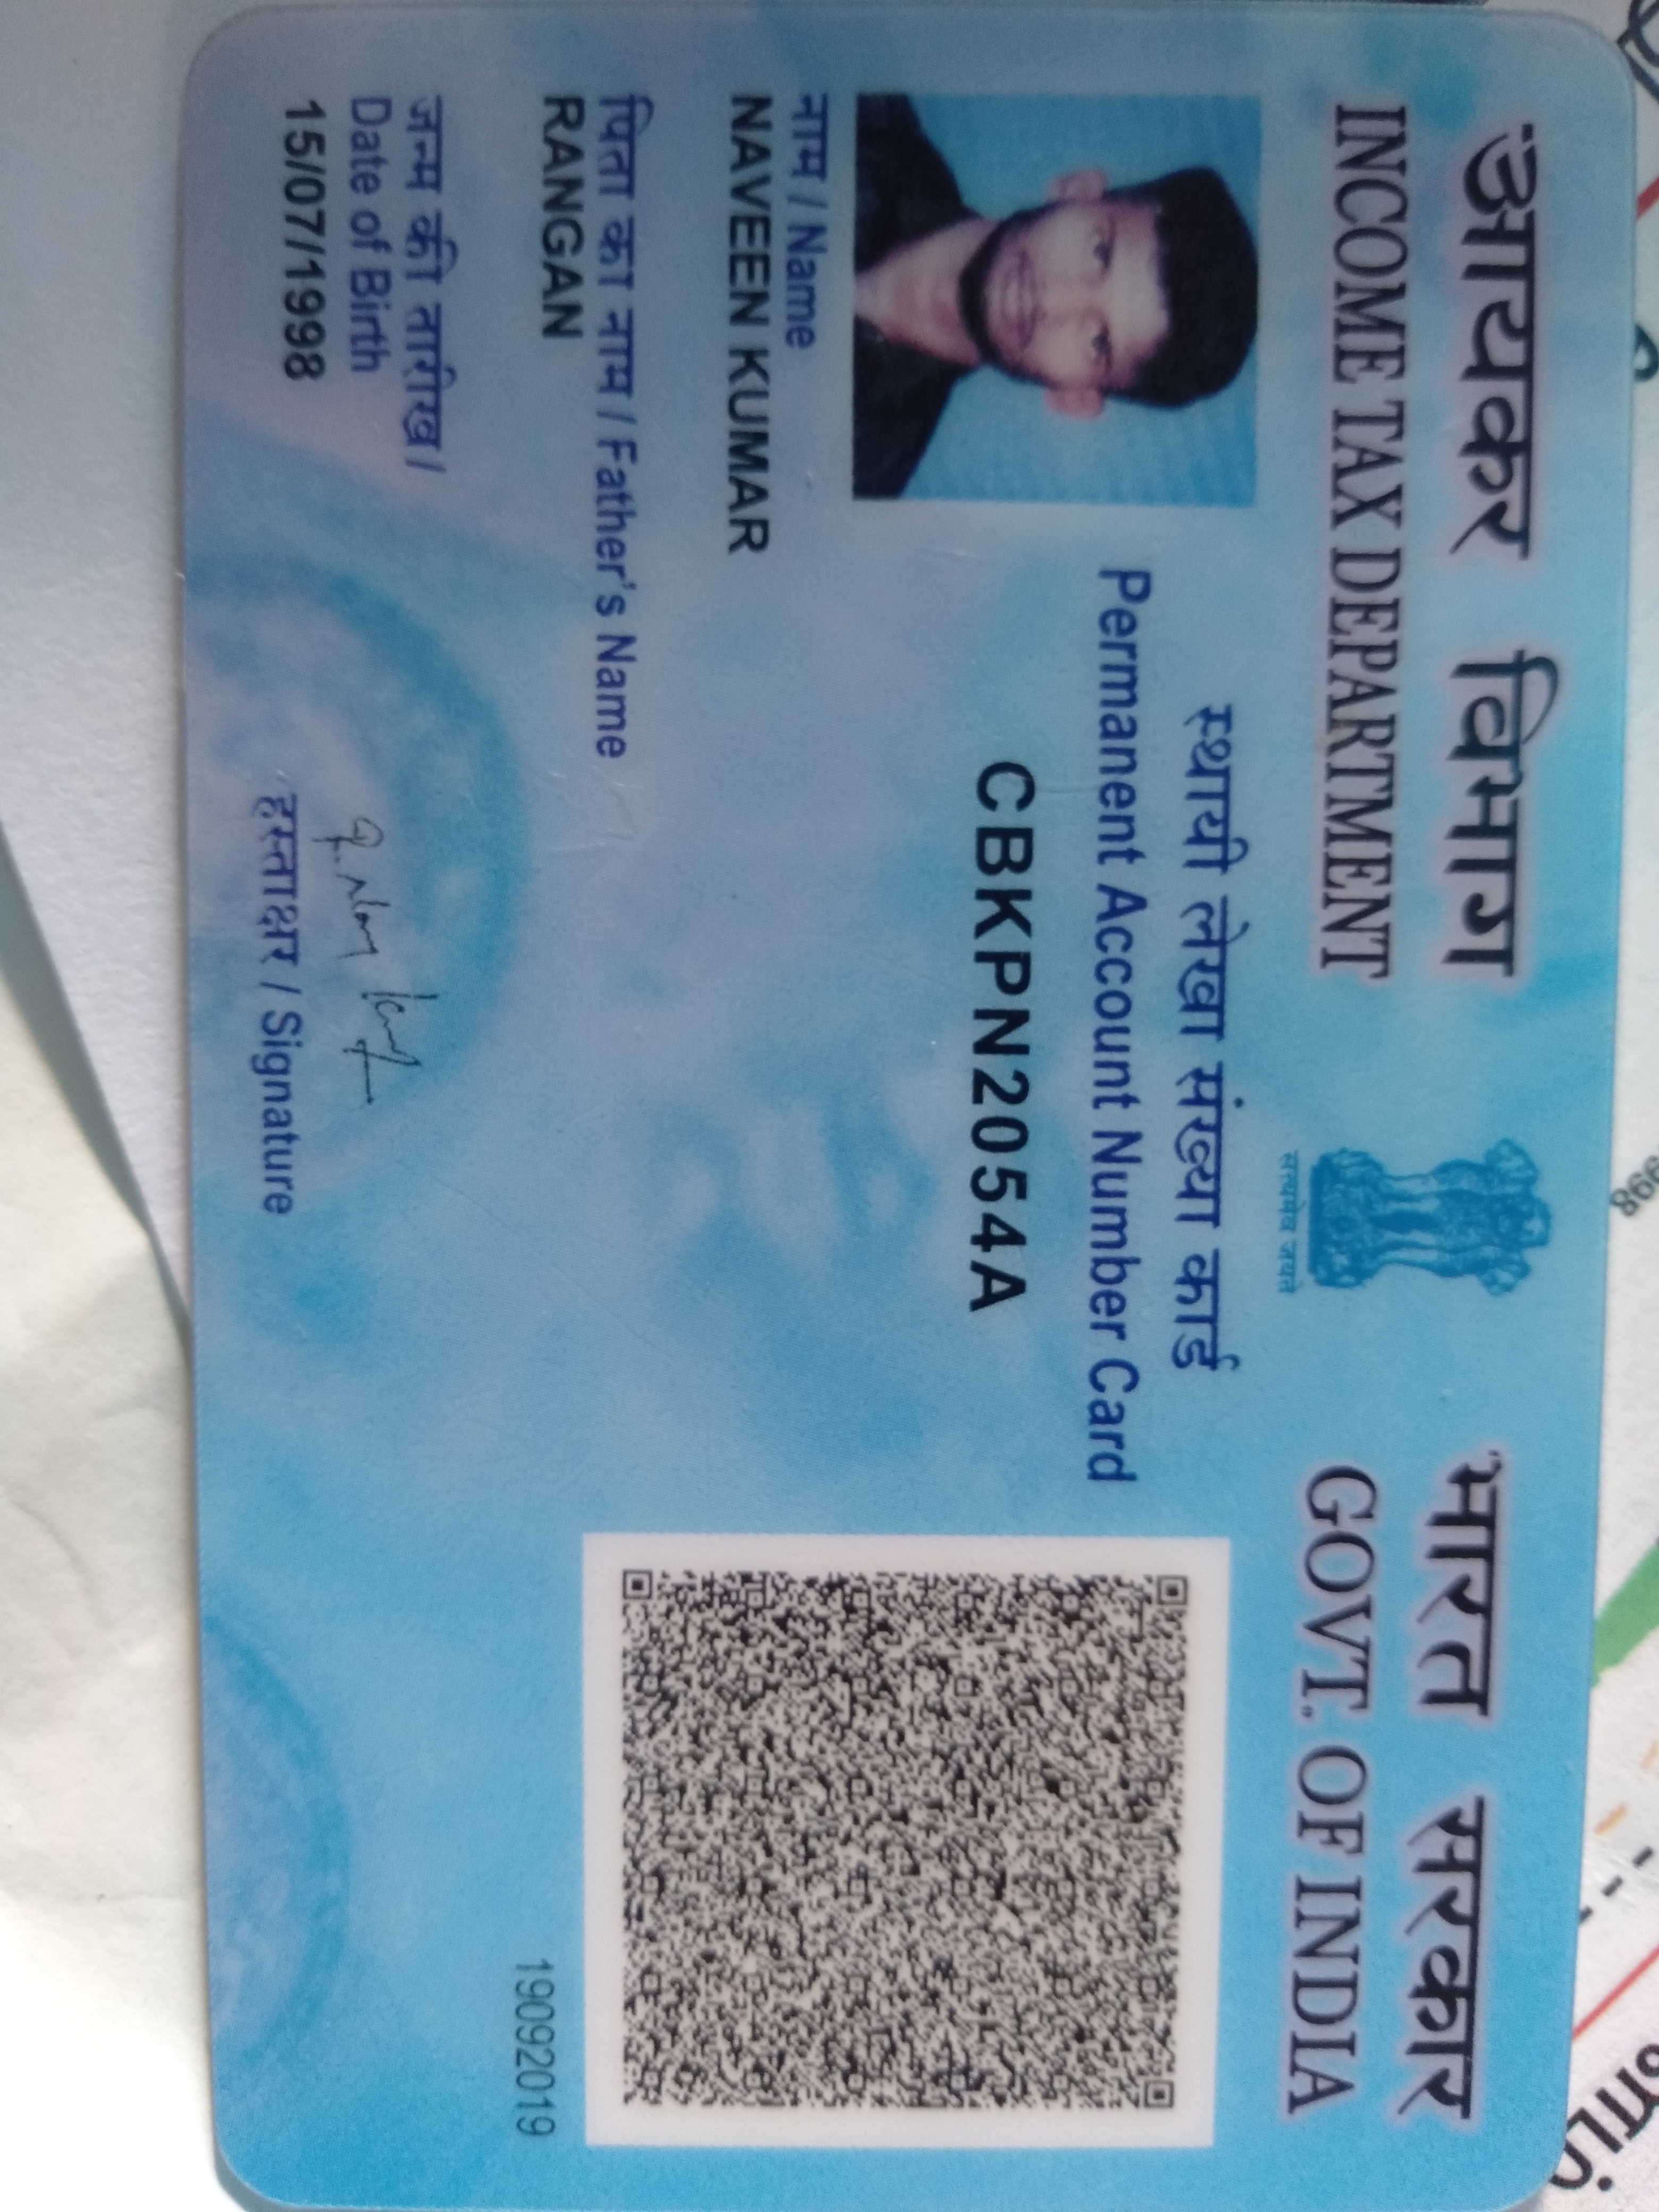 आयकर विभाग
INCOME TAX DEPARTMENT
सत्यमेव जयते
भारत सरकार
GOVT. OF INDIA
स्थायी लेखा संख्या कार्ड
Permanent Account Number Card
CBKPN2054A
नाम / Name
NAVEEN KUMAR
पिता का नाम / Father's Name
RANGAN
जन्म की तारीख /
Date of Birth
15/07/1998
हस्ताक्षर / Signature
19092019